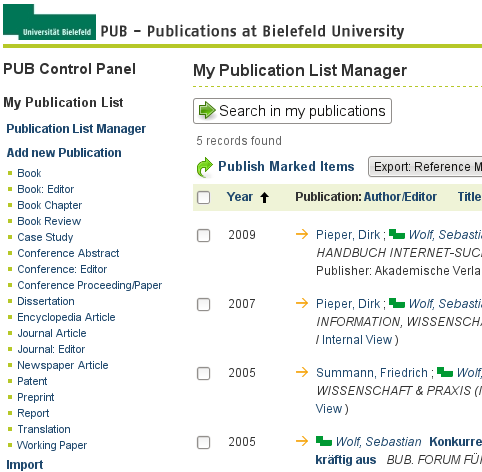 Universität Bielefeld
PUB – Publications at Bielefeld University
PUB Control Panel
My Publication List
Publication List Manager
Add new Publication
Book
Book: Editor
Book Chapter
Book Review
Case Study
Conference Abstract
Conference: Editor
Conference Proceeding/Paper
Dissertation
Encyclopedia Article
Journal Article
Journal: Editor
Newspaper Article
Patent
Preprint
Report
Translation
Working Paper
Import
My Publication List Manager
Search in my publications
5 records found
Publish Marked Items Export: Reference M
Year Publication: Author/Editor Title
2009 Pieper, Dirk ; Wolf, Sebastia
HANDBUCH INTERNET-SUC
Publisher: Akademische Verla
2007 Pieper, Dirk ; Wolf, Sebastia
INFORMATION, WISSENSCHA
/ Internal View )
2005 Summann, Friedrich ; Wolf,
WISSENSCHAFT & PRAXIS (I
View )
2005 Wolf, Sebastian Konkurre
kräftig aus BUB. FORUM FÜ